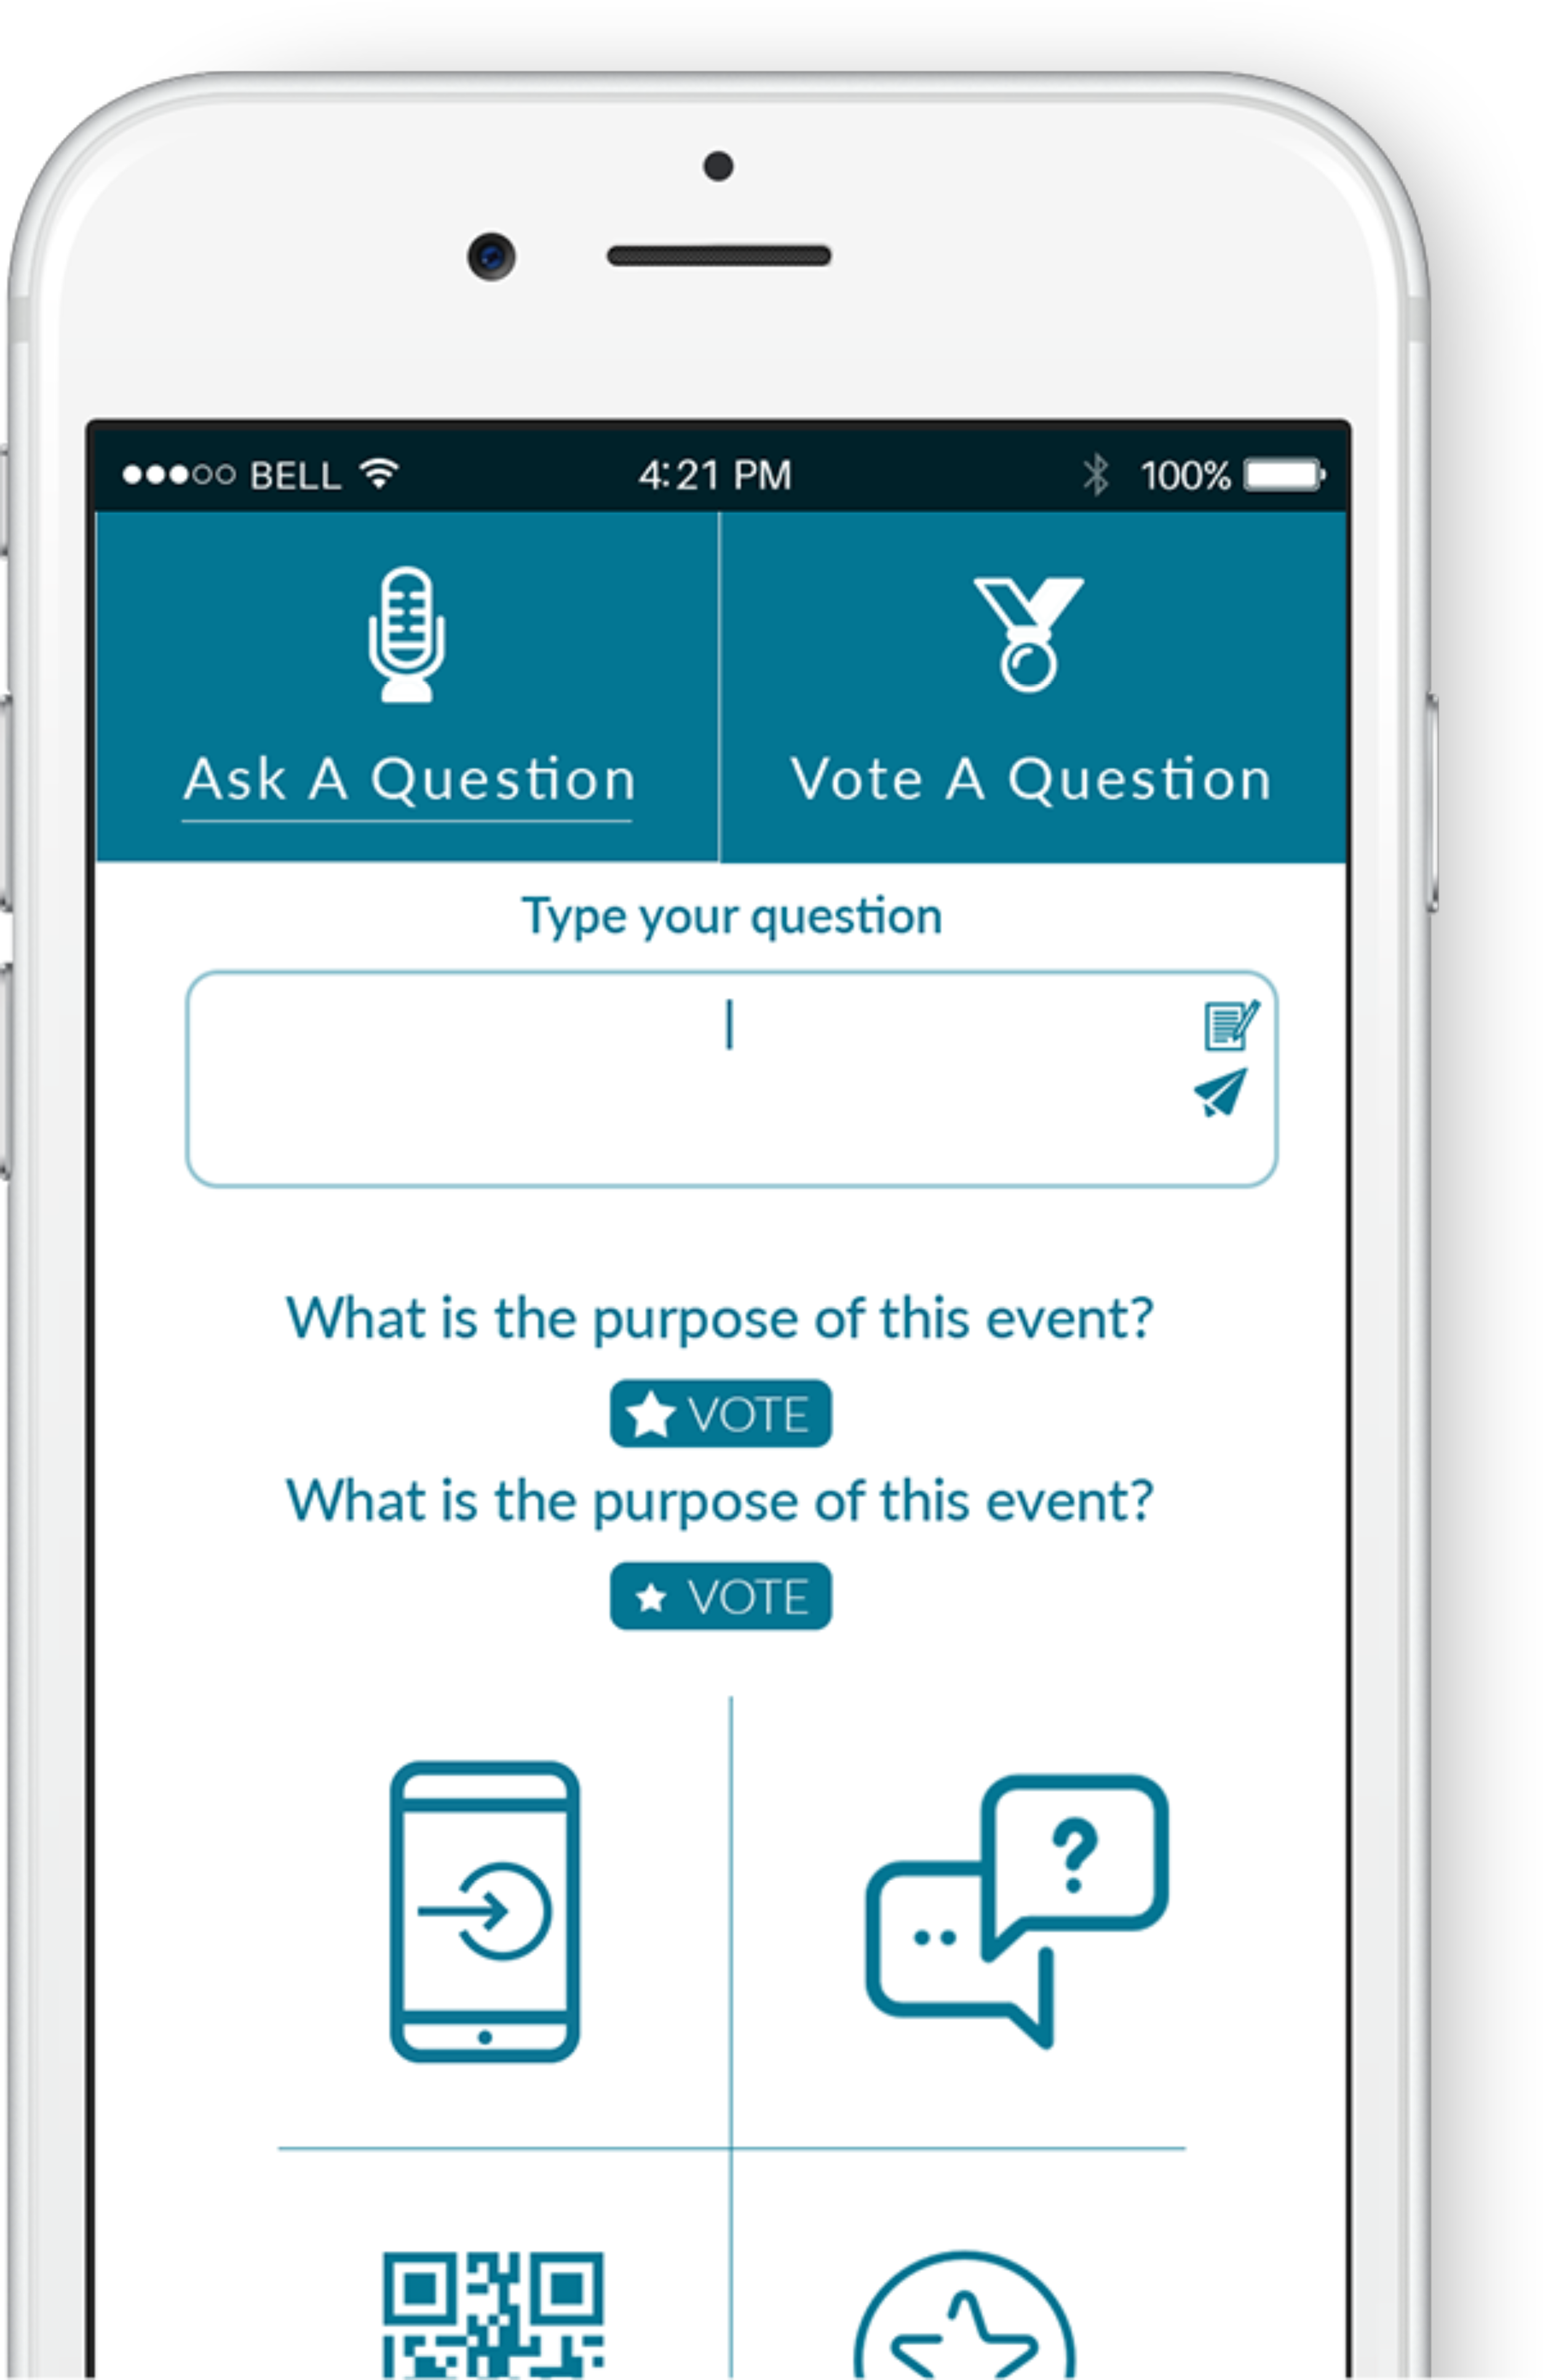 BELL 4:21 PM 100%
Ask A Question Vote A Question
Type your question
What is the purpose of this event?
VOTE
What is the purpose of this event?
VOTE
?